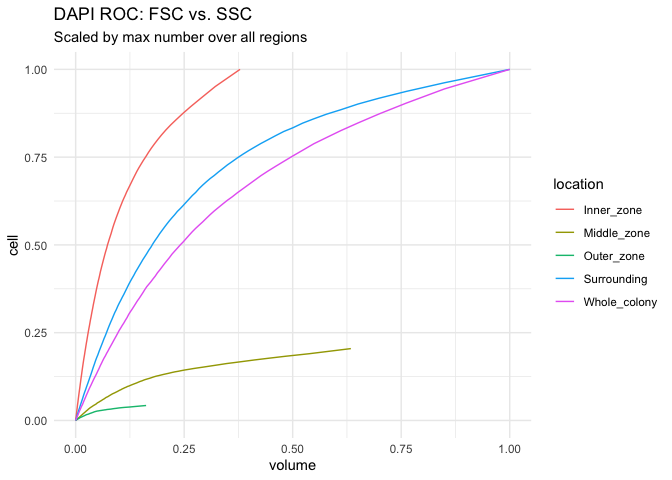 DAPI ROC: FSC vs. SSC
Scaled by max number over all regions
1.00
0.75
0.50
0.25
0.00
cell
0.00 0.25 0.50 0.75 1.00
volume
location
Inner_zone
Middle_zone
Outer_zone
Surrounding
Whole_colony